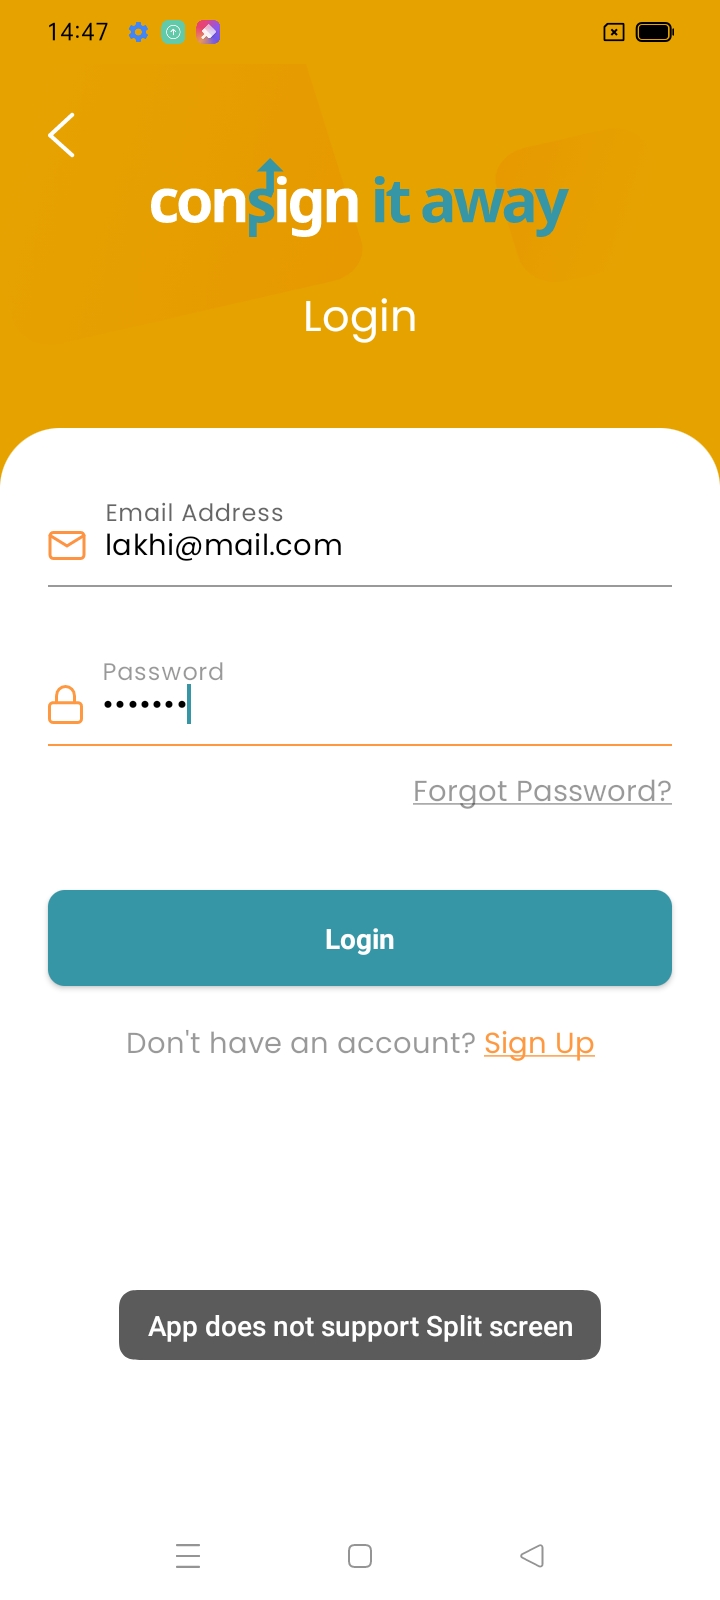 14:47
consign it away
Login
Email Address
lakhi@mail.com
Password
•••••••
Forgot Password?
Login
Don't have an account? Sign Up
App does not support Split screen